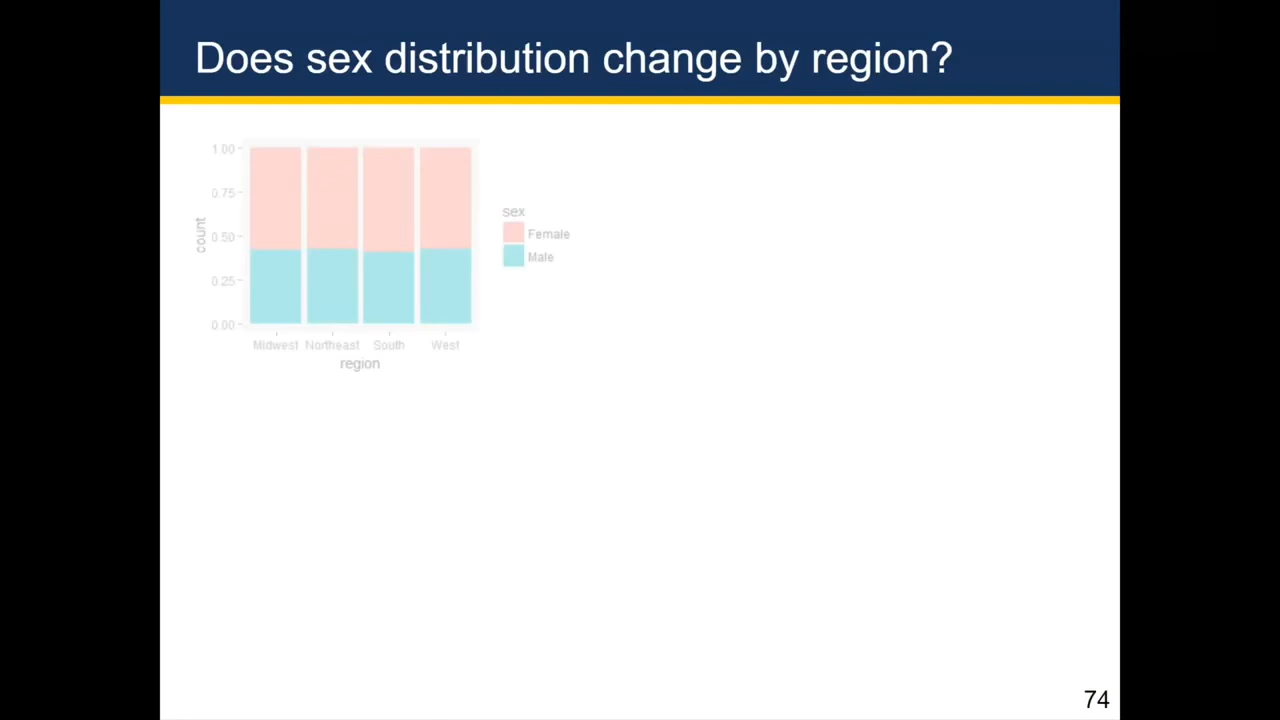 Does sex distribution change by region?
1.00
0.75
0.50
0.25
0.00
count
Midwest Northeast South West
region
sex
Female
Male
74